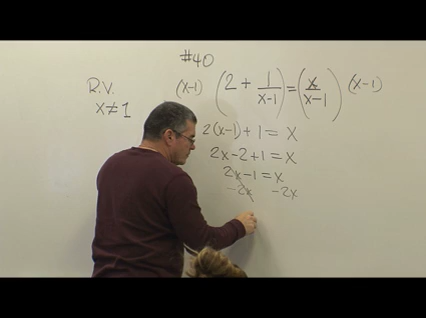 #40
R.V.
x≠1
(x-1) (2 + 1/(x-1)) = (x/(x-1)) (x-1)
2(x-1) + 1 = x
2x-2+1 = x
2x-1 = x
-2x -2x